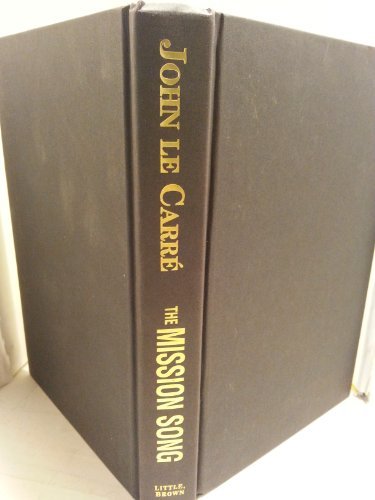 JOHN LE CARRÉ
THE MISSION SONG
LITTLE,
BROWN